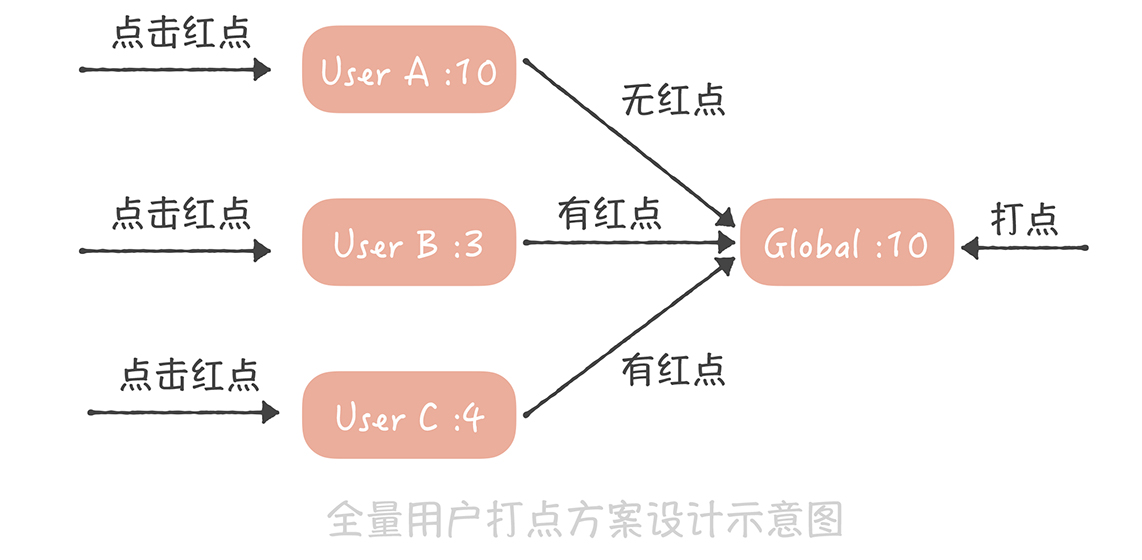 点击红点
User A :10
无红点
点击红点
User B :3
有红点
Global :10
打点
点击红点
User C :4
有红点
全量用户打点方案设计示意图